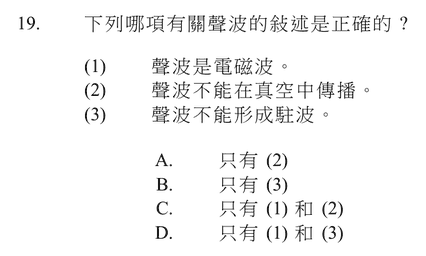 19. 下列哪項有關聲波的敍述是正確的？
(1) 聲波是電磁波。
(2) 聲波不能在真空中傳播。
(3) 聲波不能形成駐波。
A. 只有 (2)
B. 只有 (3)
C. 只有 (1) 和 (2)
D. 只有 (1) 和 (3)